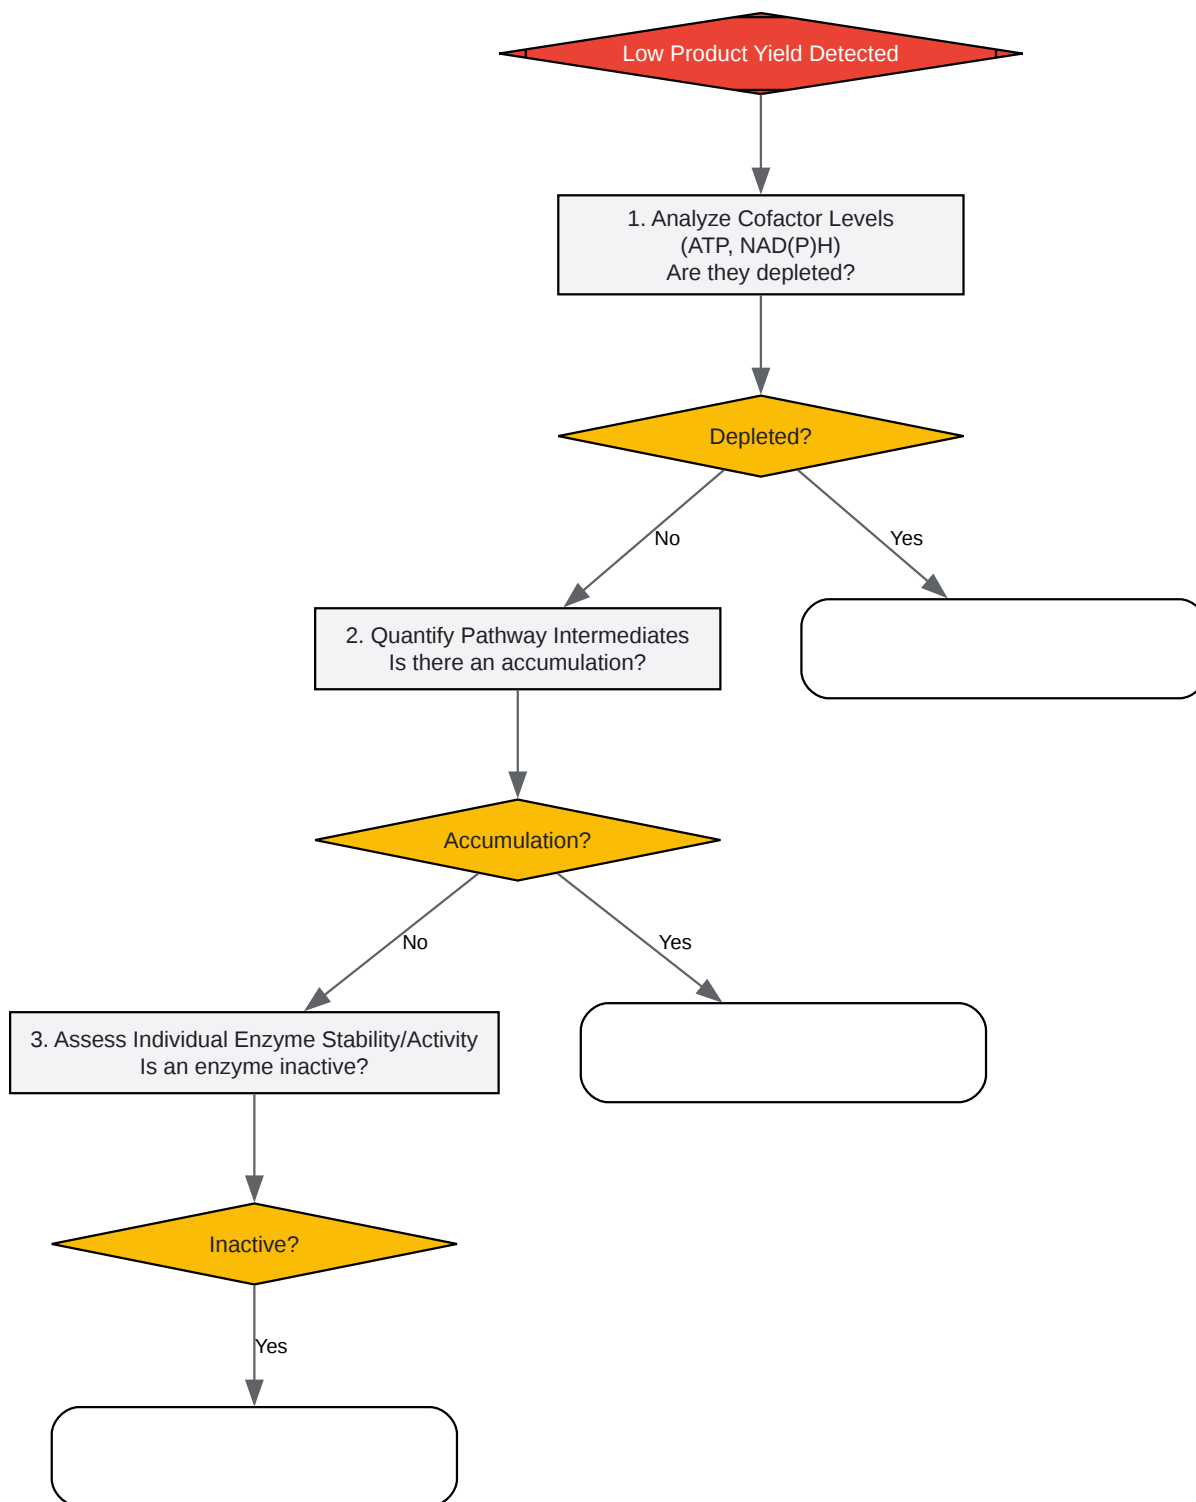 Low Product Yield Detected
1. Analyze Cofactor Levels
(ATP, NAD(P)H)
Are they depleted?
Depleted?
No
Yes
2. Quantify Pathway Intermediates
Is there an accumulation?
Accumulation?
No
Yes
3. Assess Individual Enzyme Stability/Activity
Is an enzyme inactive?
Inactive?
Yes